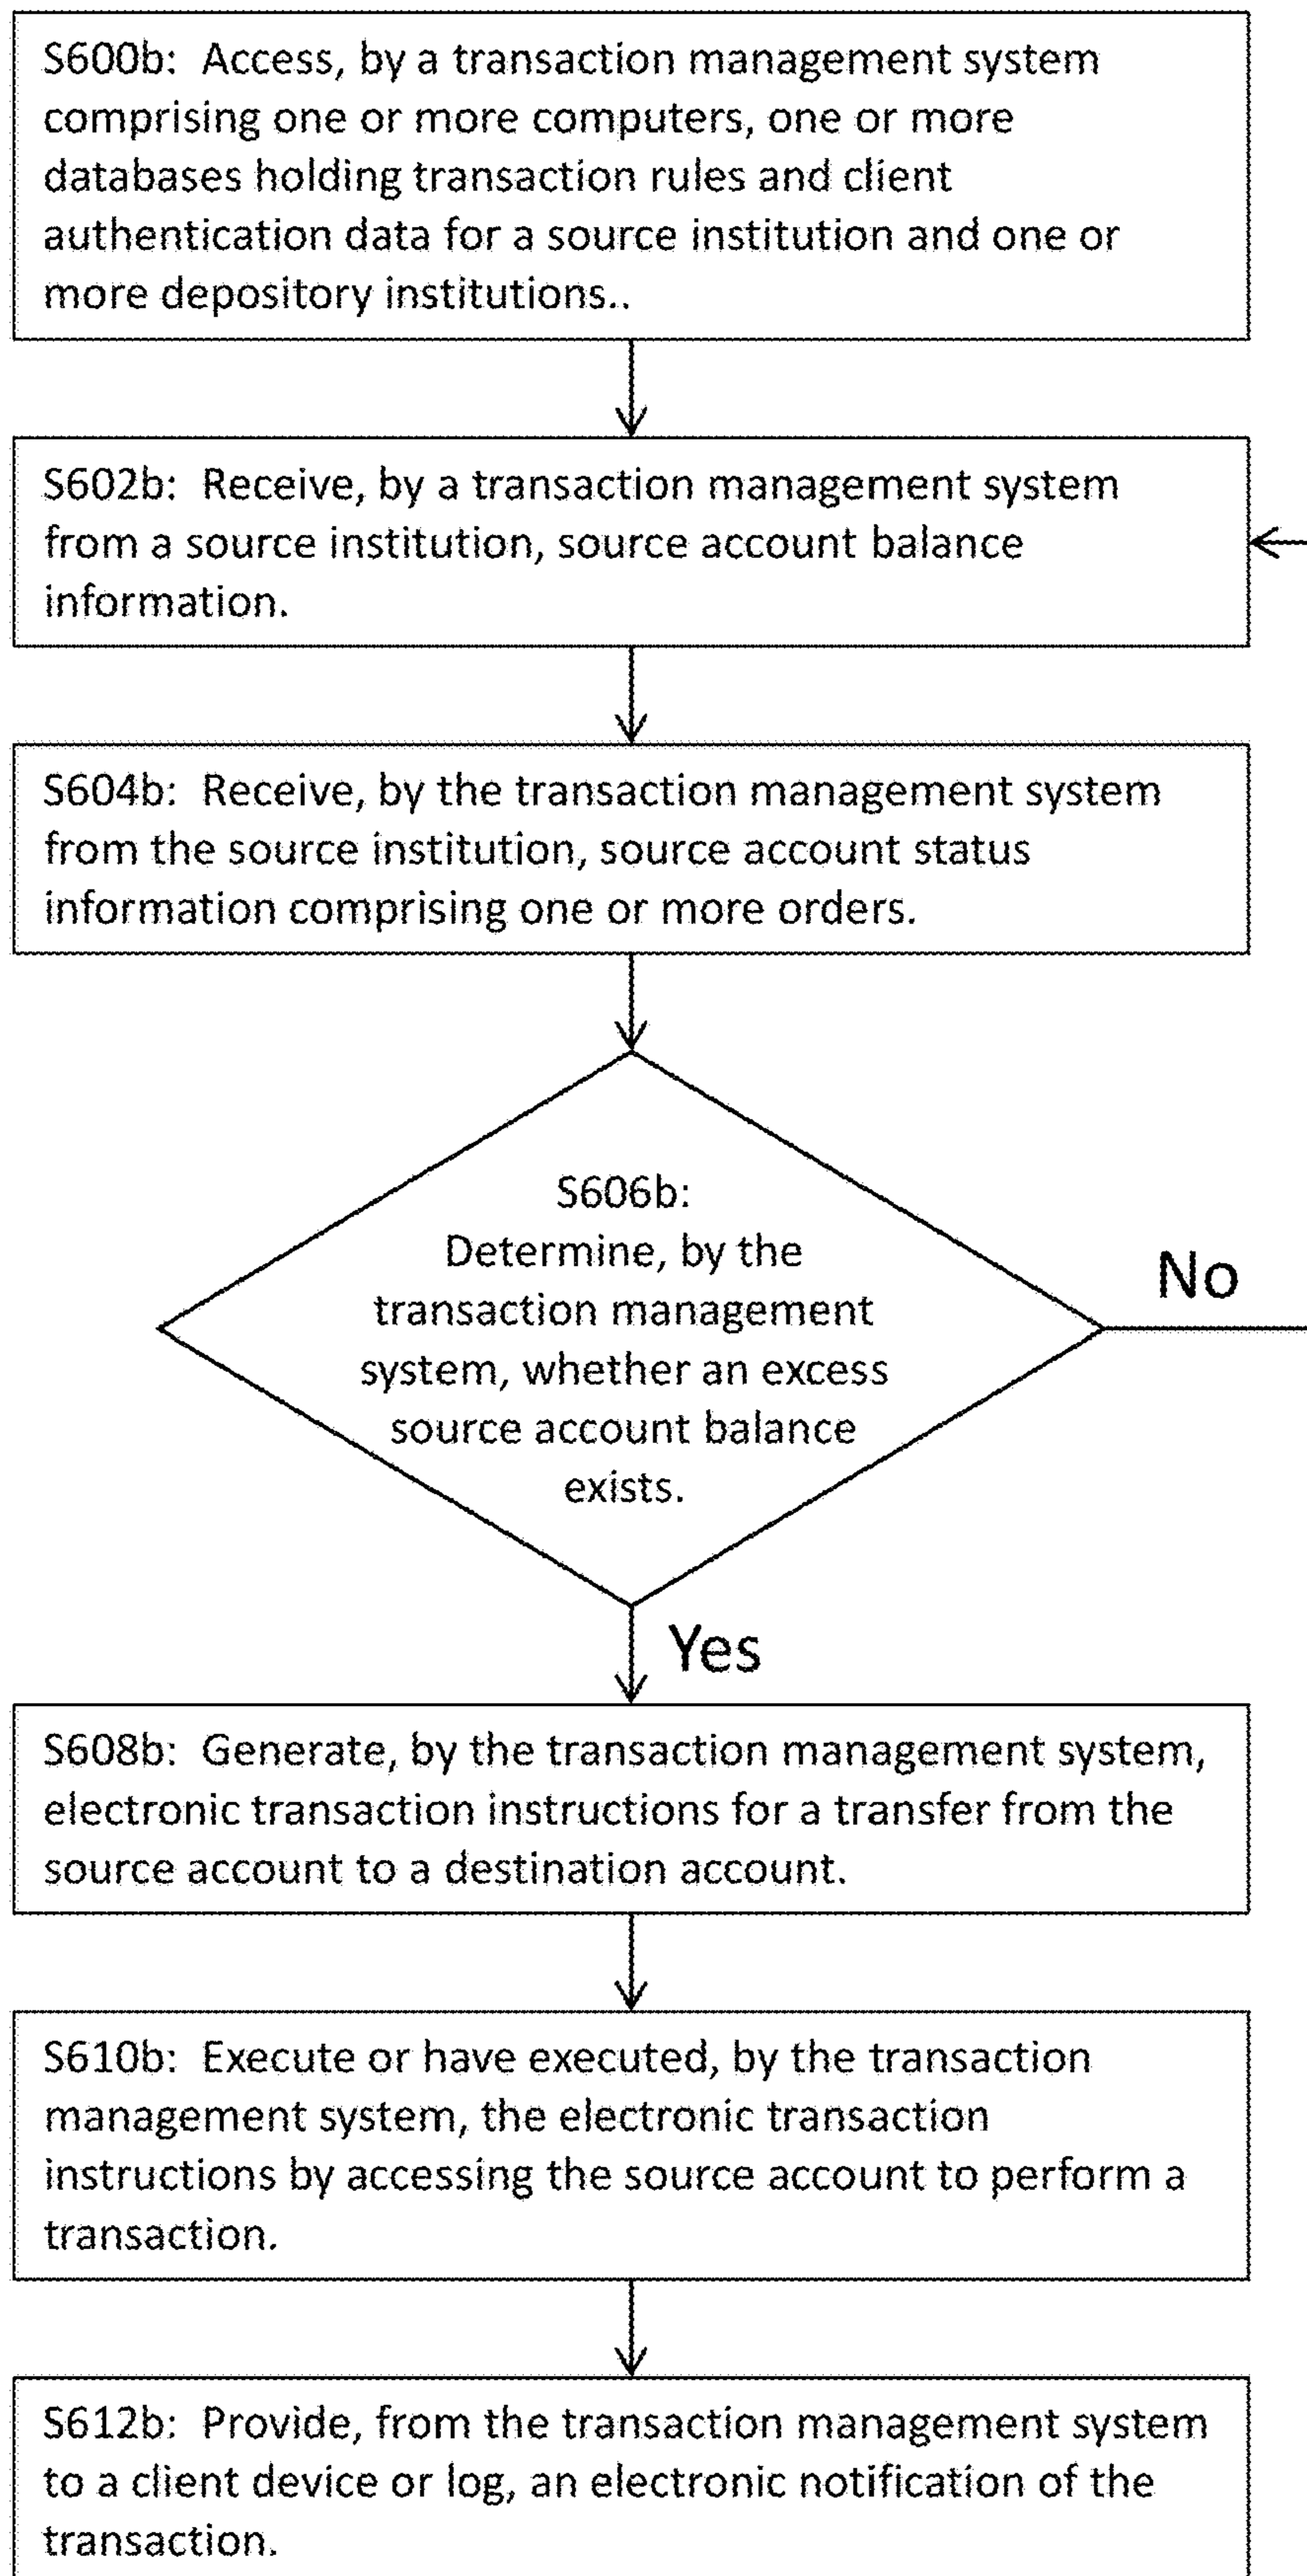 S600b:  Access, by a transaction management system
comprising one or more computers, one or more
databases holding transaction rules and client
authentication data for a source institution and one or
more depository institutions..
S602b:  Receive, by a transaction management system
from a source institution, source account balance
information.
S604b:  Receive, by the transaction management system
from the source institution, source account status
information comprising one or more orders.
S606b:
Determine, by the
transaction management
system, whether an excess
source account balance
exists.
No
Yes
S608b:  Generate, by the transaction management system,
electronic transaction instructions for a transfer from the
source account to a destination account.
S610b:  Execute or have executed, by the transaction
management system, the electronic transaction
instructions by accessing the source account to perform a
transaction.
S612b:  Provide, from the transaction management system
to a client device or log, an electronic notification of the
transaction.